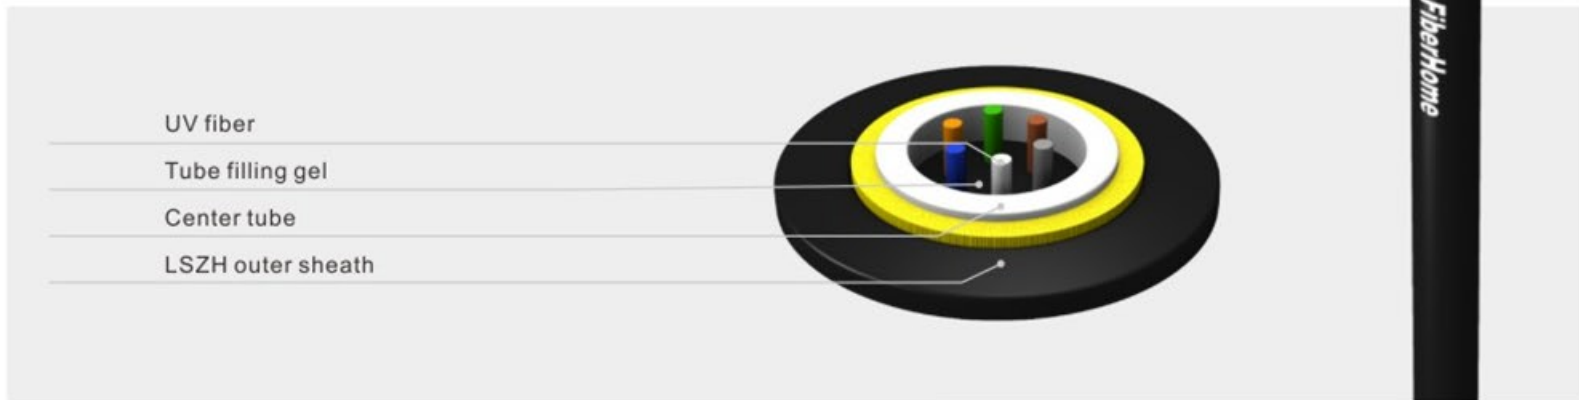 UV fiber
Tube filling gel
Center tube
LSZH outer sheath
FiberHome